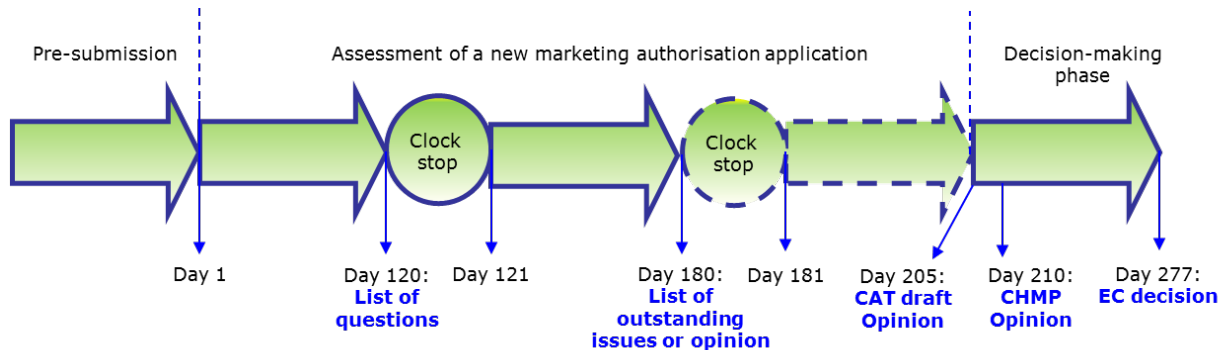 Pre-submission
Assessment of a new marketing authorisation application
Decision-making
phase
Clock
stop
Clock
stop
Day 1
Day 120:
List of
questions
Day 121
Day 180:
List of
outstanding
issues or opinion
Day 181
Day 205:
CAT draft
Opinion
Day 210:
CHMP
Opinion
Day 277:
EC decision